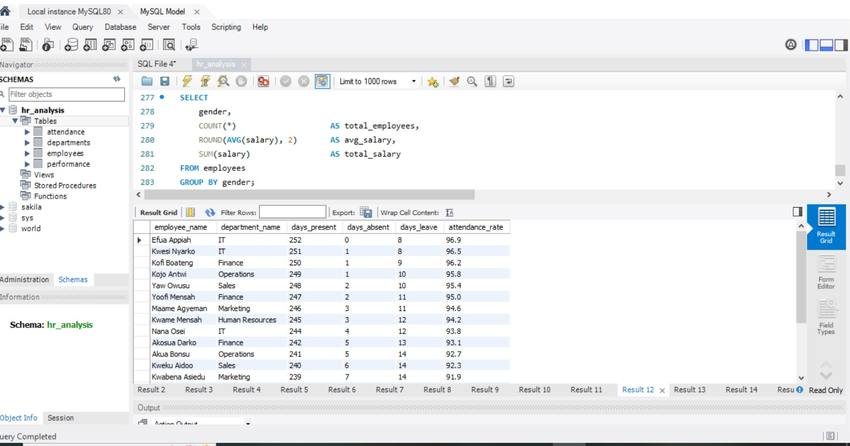 Local instance MySQL80 × MySQL Model ×
File Edit View Query Database Server Tools Scripting Help
Navigator
SCHEMAS
Filter objects
hr_analysis
Tables
attendance
departments
employees
performance
Views
Stored Procedures
Functions
sakila
sys
world
Administration Schemas
Information
Schema: hr_analysis
Object Info Session
SQL File 4* hr_analysis ×
Limit to 1000 rows
277 SELECT
278 gender,
279 COUNT(*) AS total_employees,
280 ROUND(AVG(salary), 2) AS avg_salary,
281 SUM(salary) AS total_salary
282 FROM employees
283 GROUP BY gender;
Result Grid Filter Rows: Export: Wrap Cell Content:
employee_name department_name days_present days_absent days_leave attendance_rate
Efua Appiah IT 252 0 8 96.9
Kwesi Nyarko IT 251 1 8 96.5
Kofi Boateng Finance 250 1 9 96.2
Kojo Antwi Operations 249 1 10 95.8
Yaw Owusu Sales 248 2 10 95.4
Yoofi Mensah Finance 247 2 11 95.0
Maame Agyeman Marketing 246 3 11 94.6
Kwame Mensah Human Resources 245 3 12 94.2
Nana Osei IT 244 4 12 93.8
Akosua Darko Finance 242 5 13 93.1
Akua Bonsu Operations 241 5 14 92.7
Kweku Aidoo Sales 240 6 14 92.3
Kwabena Asiedu Marketing 239 7 14 91.9
Result Grid
Form Editor
Field Types
Result 2 Result 3 Result 4 Result 5 Result 6 Result 7 Result 8 Result 9 Result 10 Result 11 Result 12 × Result 13 Result 14 Resu Read Only
Output
Action Output
Query Completed